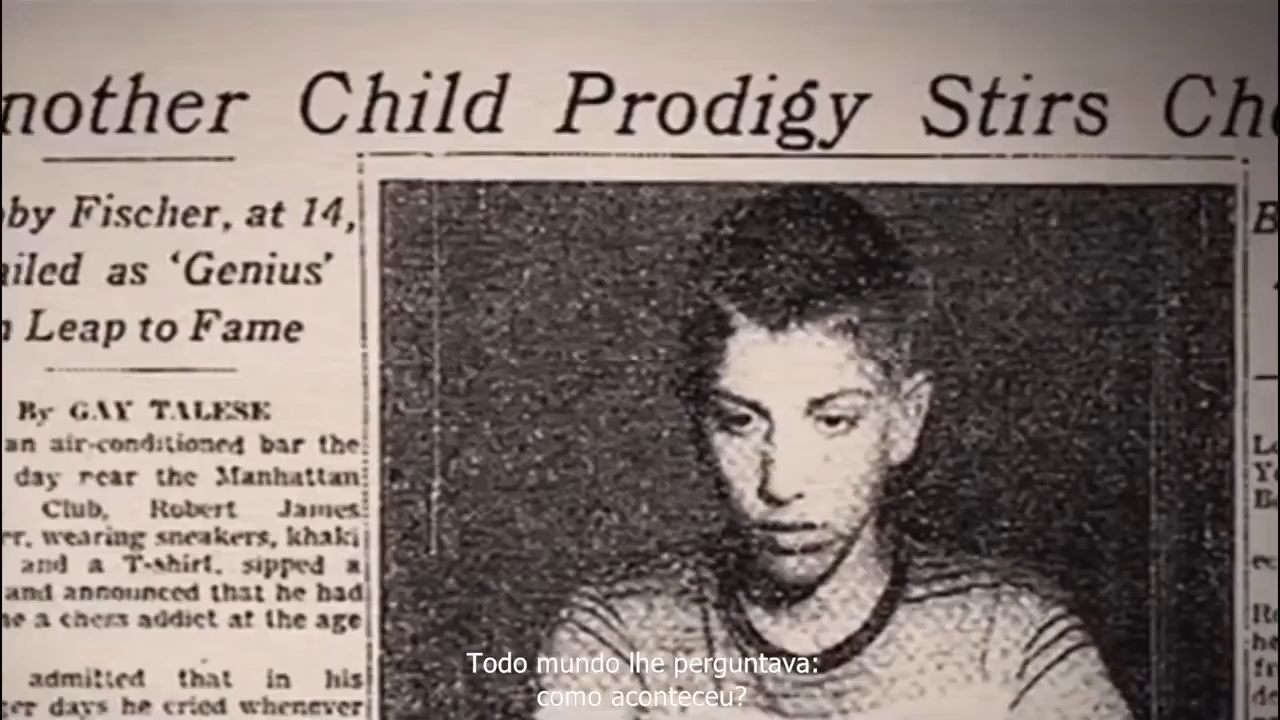 nother Child Prodigy Stirs Ch
by Fischer, at 14,
iled as ‘Genius’
Leap to Fame
By GAY TALESE
an air-conditioned bar the
day near the Manhattan
Club, Robert James
er, wearing sneakers, khaki
and a T-shirt, sipped a
and announced that he had
a chess addict at the age
admitted that in his
days he cried whenever
Todo mundo lhe perguntava:
como aconteceu?